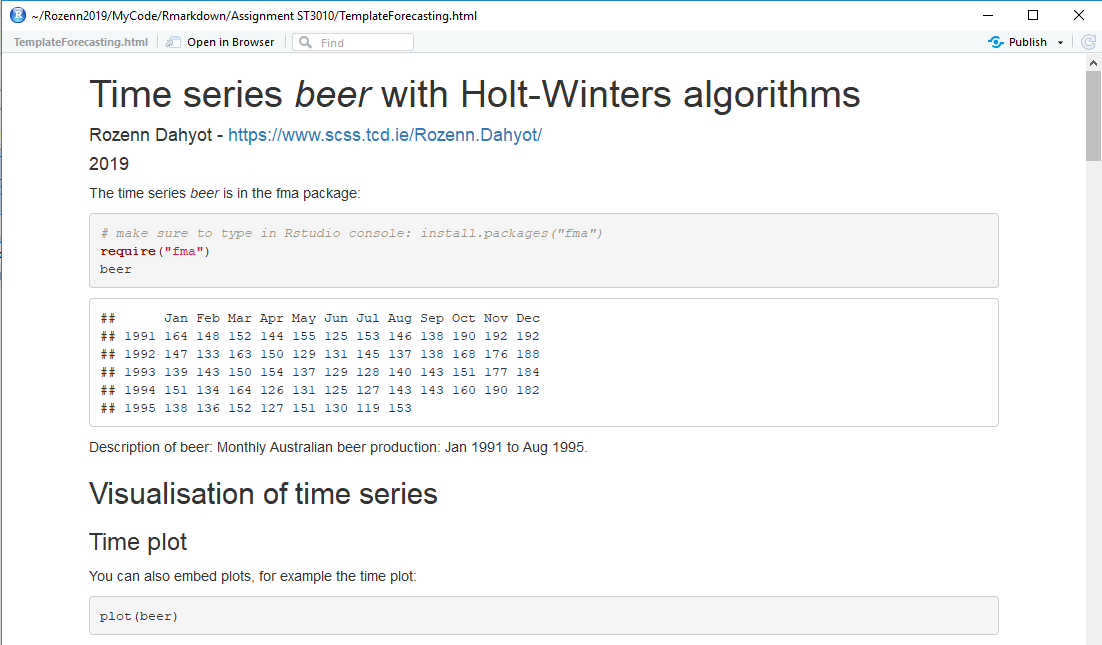 ~/Rozenn2019/MyCode/Rmarkdown/Assignment ST3010/TemplateForecasting.html
TemplateForecasting.html Open in Browser Find Publish
Time series beer with Holt-Winters algorithms
Rozenn Dahyot - https://www.scss.tcd.ie/Rozenn.Dahyot/
2019
The time series beer is in the fma package:
# make sure to type in Rstudio console: install.packages("fma")
require("fma")
beer
##      Jan Feb Mar Apr May Jun Jul Aug Sep Oct Nov Dec
## 1991 164 148 152 144 155 125 153 146 138 190 192 192
## 1992 147 133 163 150 129 131 145 137 138 168 176 188
## 1993 139 143 150 154 137 129 128 140 143 151 177 184
## 1994 151 134 164 126 131 125 127 143 143 160 190 182
## 1995 138 136 152 127 151 130 119 153
Description of beer: Monthly Australian beer production: Jan 1991 to Aug 1995.
Visualisation of time series
Time plot
You can also embed plots, for example the time plot:
plot(beer)